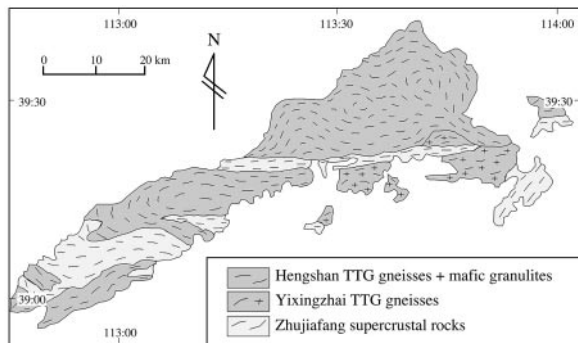 113:00
113:30
114:00
N
0 10 20 km
39:30
39:30
Hengshan TTG gneisses + mafic granulites
Yixingzhai TTG gneisses
39:00
Zhujiafang supercrustal rocks
113:00